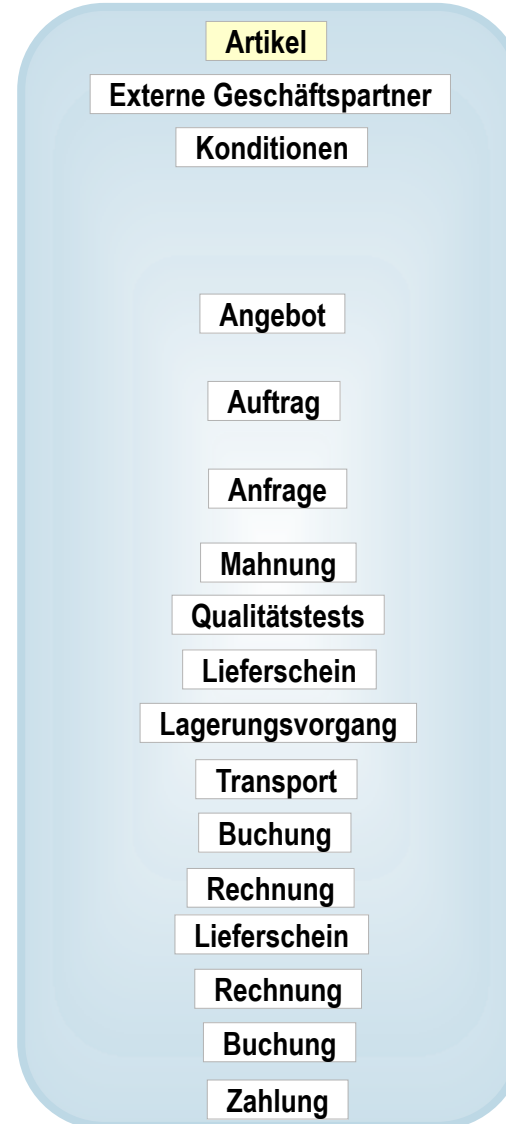 Artikel
Externe Geschäftspartner
Konditionen
Angebot
Auftrag
Anfrage
Mahnung
Qualitätstests
Lieferschein
Lagerungsvorgang
Transport
Buchung
Rechnung
Lieferschein
Rechnung
Buchung
Zahlung